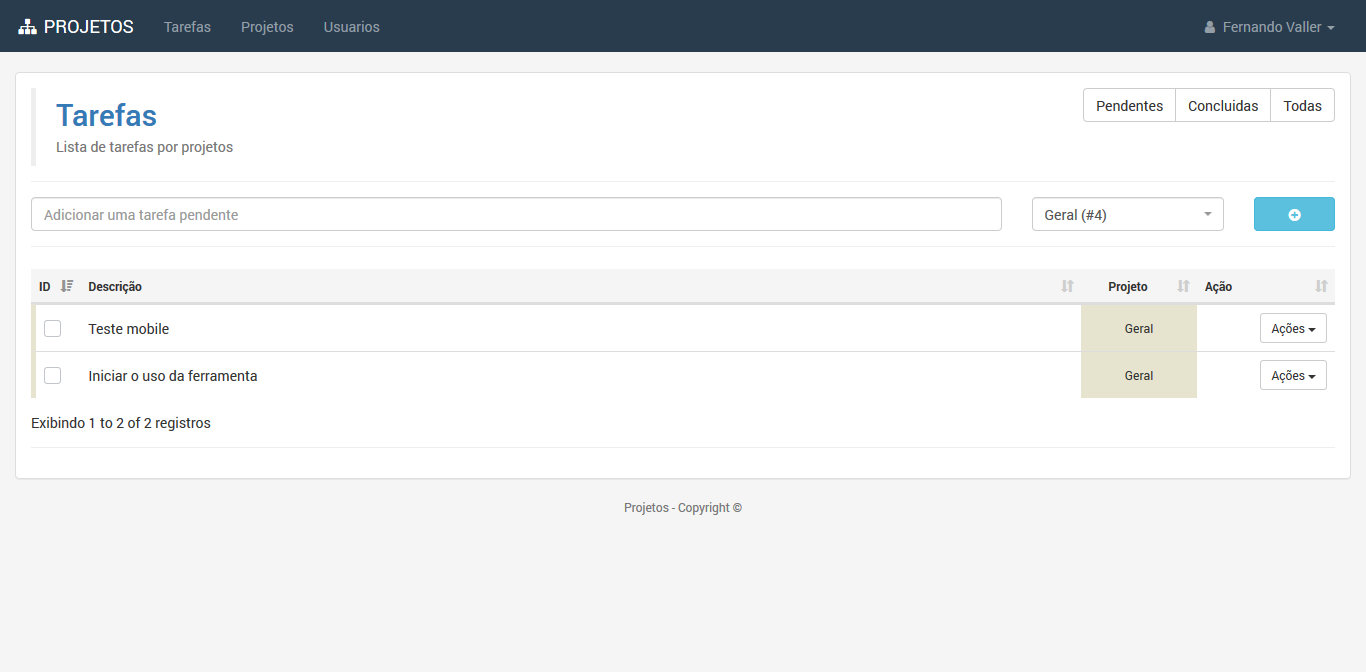 PROJETOS Tarefas Projetos Usuarios Fernando Valler
Tarefas
Lista de tarefas por projetos
Pendentes Concluidas Todas
Adicionar uma tarefa pendente Geral (#4)
ID Descrição Projeto Ação
Teste mobile Geral Ações
Iniciar o uso da ferramenta Geral Ações
Exibindo 1 to 2 of 2 registros
Projetos - Copyright ©